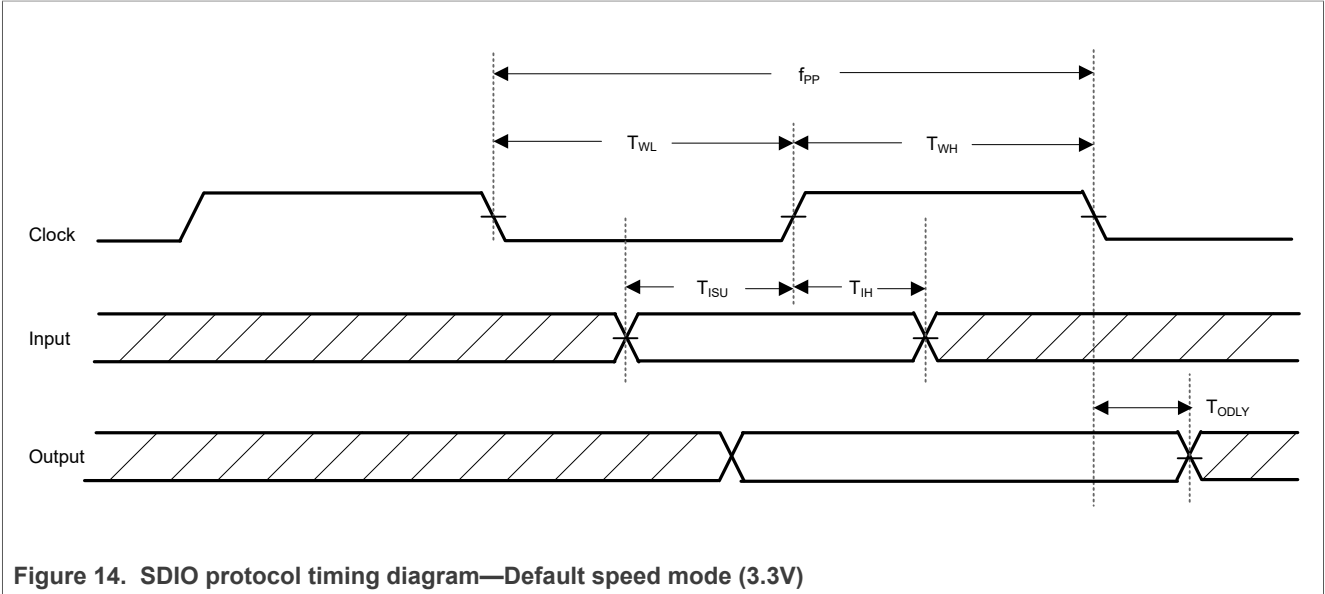 fPP
TWL TWH
Clock
TISU TIH
Input
TODLY
Output
Figure 14. SDIO protocol timing diagram—Default speed mode (3.3V)